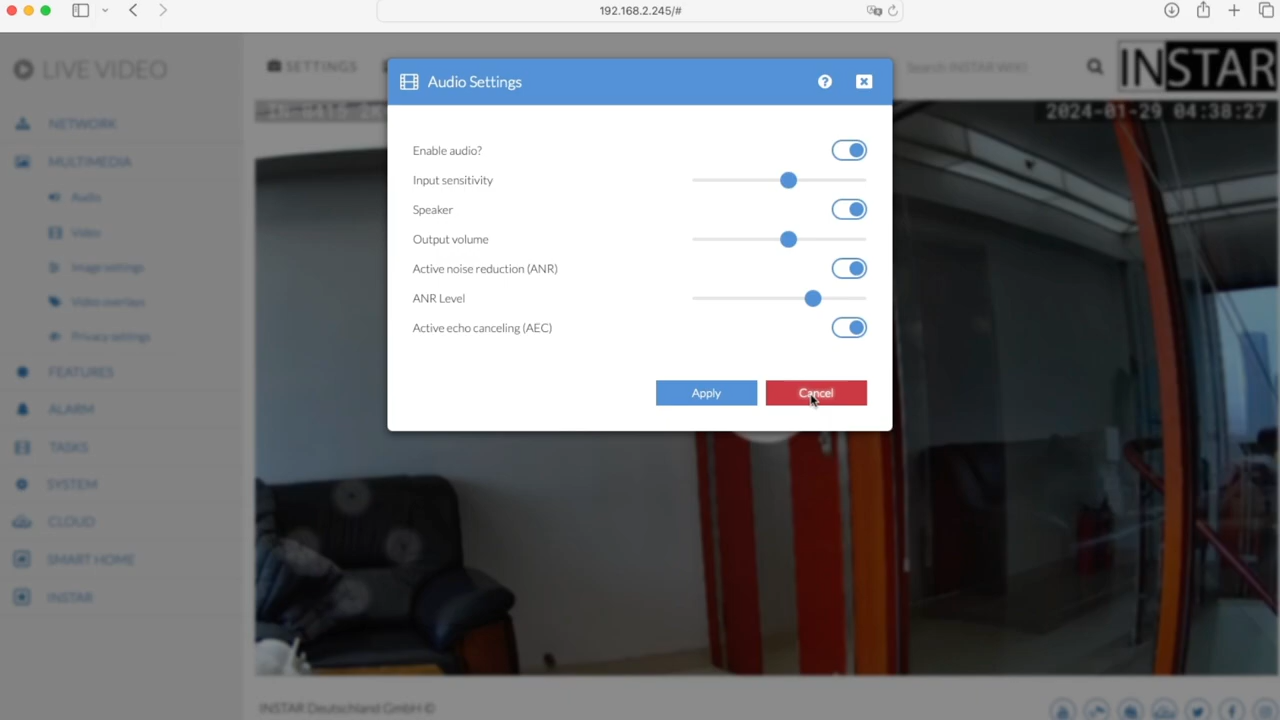 192.168.2.245/#
LIVE VIDEO
SETTINGS
Search INSTAR WIKI
INSTAR
2024-01-29 04:38:27
NETWORK
MULTIMEDIA
Audio
Video
Image settings
Video overlays
Privacy settings
FEATURES
ALARM
TASKS
SYSTEM
CLOUD
SMART HOME
INSTAR
Audio Settings
Enable audio?
Input sensitivity
Speaker
Output volume
Active noise reduction (ANR)
ANR Level
Active echo canceling (AEC)
Apply
Cancel
INSTAR Deutschland GmbH ©